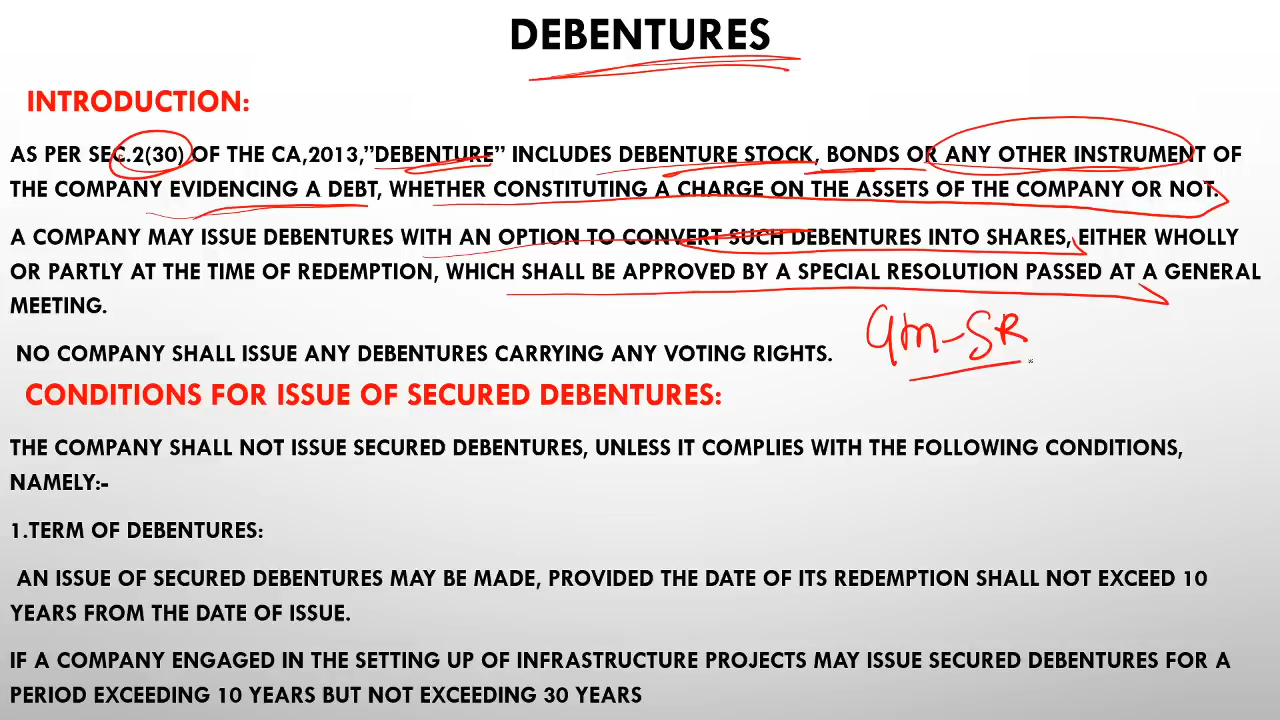 DEBENTURES
INTRODUCTION:
AS PER SEC.2(30) OF THE CA,2013,”DEBENTURE” INCLUDES DEBENTURE STOCK, BONDS OR ANY OTHER INSTRUMENT OF
THE COMPANY EVIDENCING A DEBT, WHETHER CONSTITUTING A CHARGE ON THE ASSETS OF THE COMPANY OR NOT.
A COMPANY MAY ISSUE DEBENTURES WITH AN OPTION TO CONVERT SUCH DEBENTURES INTO SHARES, EITHER WHOLLY
OR PARTLY AT THE TIME OF REDEMPTION, WHICH SHALL BE APPROVED BY A SPECIAL RESOLUTION PASSED AT A GENERAL
MEETING.
GM-SR
NO COMPANY SHALL ISSUE ANY DEBENTURES CARRYING ANY VOTING RIGHTS.
CONDITIONS FOR ISSUE OF SECURED DEBENTURES:
THE COMPANY SHALL NOT ISSUE SECURED DEBENTURES, UNLESS IT COMPLIES WITH THE FOLLOWING CONDITIONS,
NAMELY:-
1.TERM OF DEBENTURES:
AN ISSUE OF SECURED DEBENTURES MAY BE MADE, PROVIDED THE DATE OF ITS REDEMPTION SHALL NOT EXCEED 10
YEARS FROM THE DATE OF ISSUE.
IF A COMPANY ENGAGED IN THE SETTING UP OF INFRASTRUCTURE PROJECTS MAY ISSUE SECURED DEBENTURES FOR A
PERIOD EXCEEDING 10 YEARS BUT NOT EXCEEDING 30 YEARS